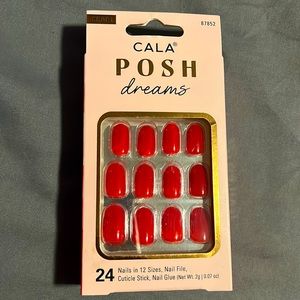 87852
CALA®
POSH
dreams
24 Nails in 12 Sizes, Nail File,
Cuticle Stick, Nail Glue (Net Wt. 2g | 0.07 oz)